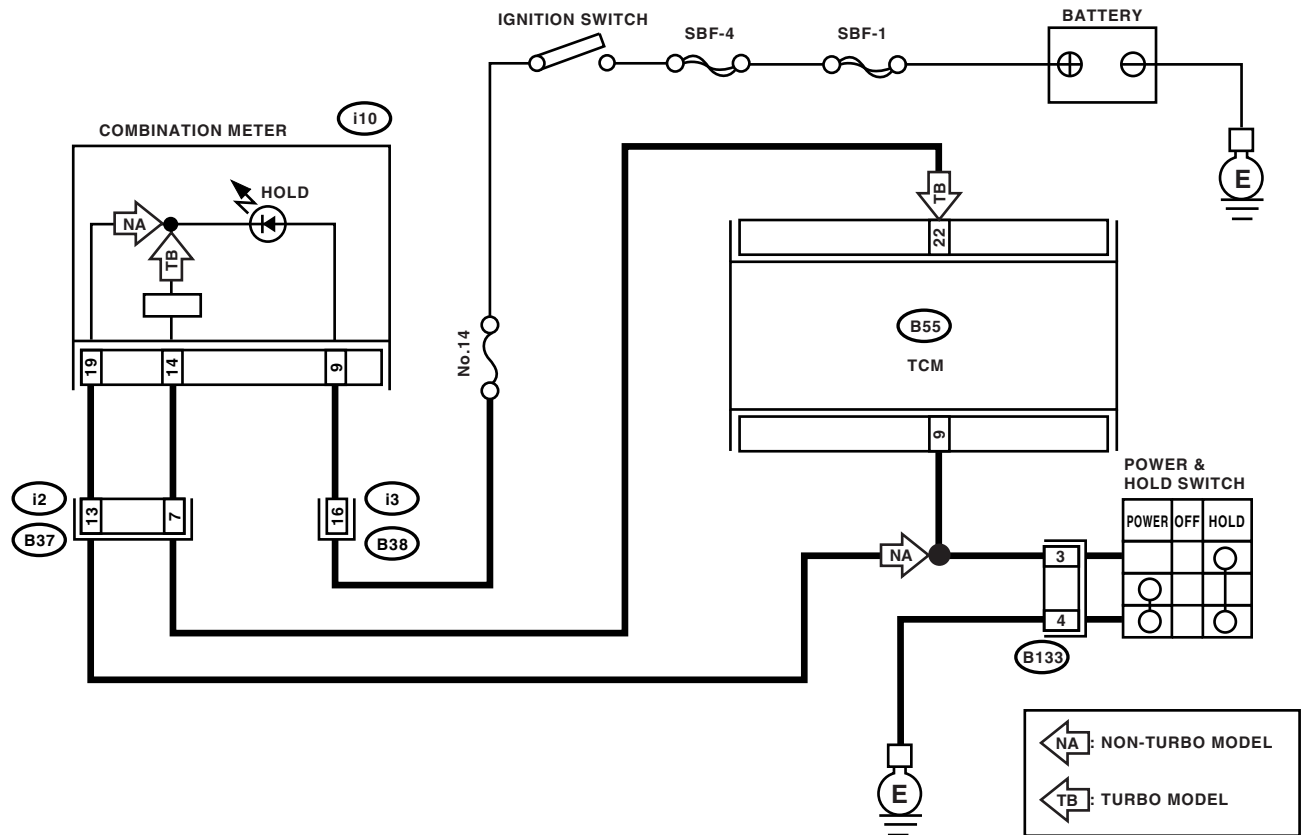 IGNITION SWITCH
SBF-4
SBF-1
BATTERY
COMBINATION METER
i10
E
HOLD
NA
TB
TB
22
B55
TCM
No.14
19
14
9
9
POWER &
HOLD SWITCH
POWER OFF HOLD
i2
13
7
16
i3
B37
B38
NA
3
4
B133
E
NA : NON-TURBO MODEL
TB : TURBO MODEL